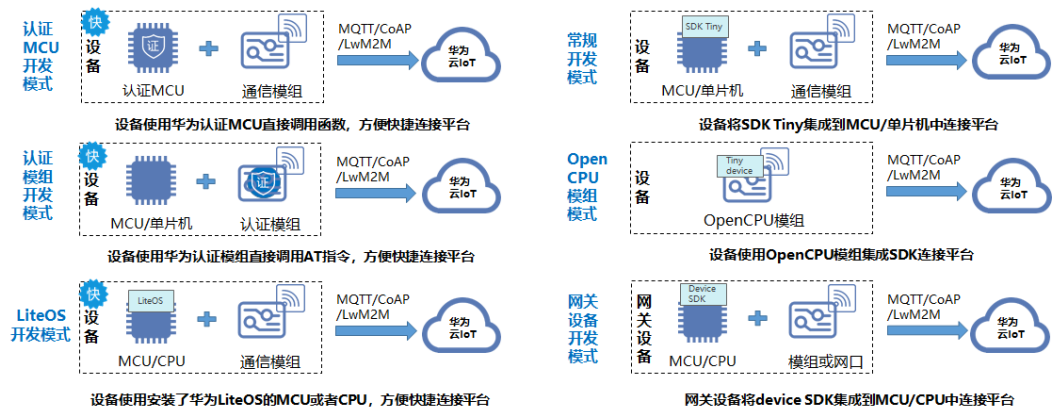 认证
MCU
开发
模式
快
设
备
证
认证MCU
通信模组
MQTT/CoAP
/LwM2M
华为
云IoT
设备使用华为认证MCU直接调用函数，方便快捷连接平台
常规
开发
模式
设
备
SDK Tiny
MCU/单片机
通信模组
MQTT/CoAP
/LwM2M
华为
云IoT
设备将SDK Tiny集成到MCU/单片机中连接平台
认证
模组
开发
模式
快
设
备
MCU/单片机
证
认证模组
MQTT/CoAP
/LwM2M
华为
云IoT
设备使用华为认证模组直接调用AT指令，方便快捷连接平台
Open
CPU
模组
模式
设
备
Tiny
device
OpenCPU模组
MQTT/CoAP
/LwM2M
华为
云IoT
设备使用OpenCPU模组集成SDK连接平台
LiteOS
开发模式
快
设
备
LiteOS
MCU/CPU
通信模组
MQTT/CoAP
/LwM2M
华为
云IoT
设备使用安装了华为LiteOS的MCU或者CPU，方便快捷连接平台
网关
设备
开发
模式
网
关
设
备
Device
SDK
MCU/CPU
模组或网口
MQTT/CoAP
/LwM2M
华为
云IoT
网关设备将device SDK集成到MCU/CPU中连接平台